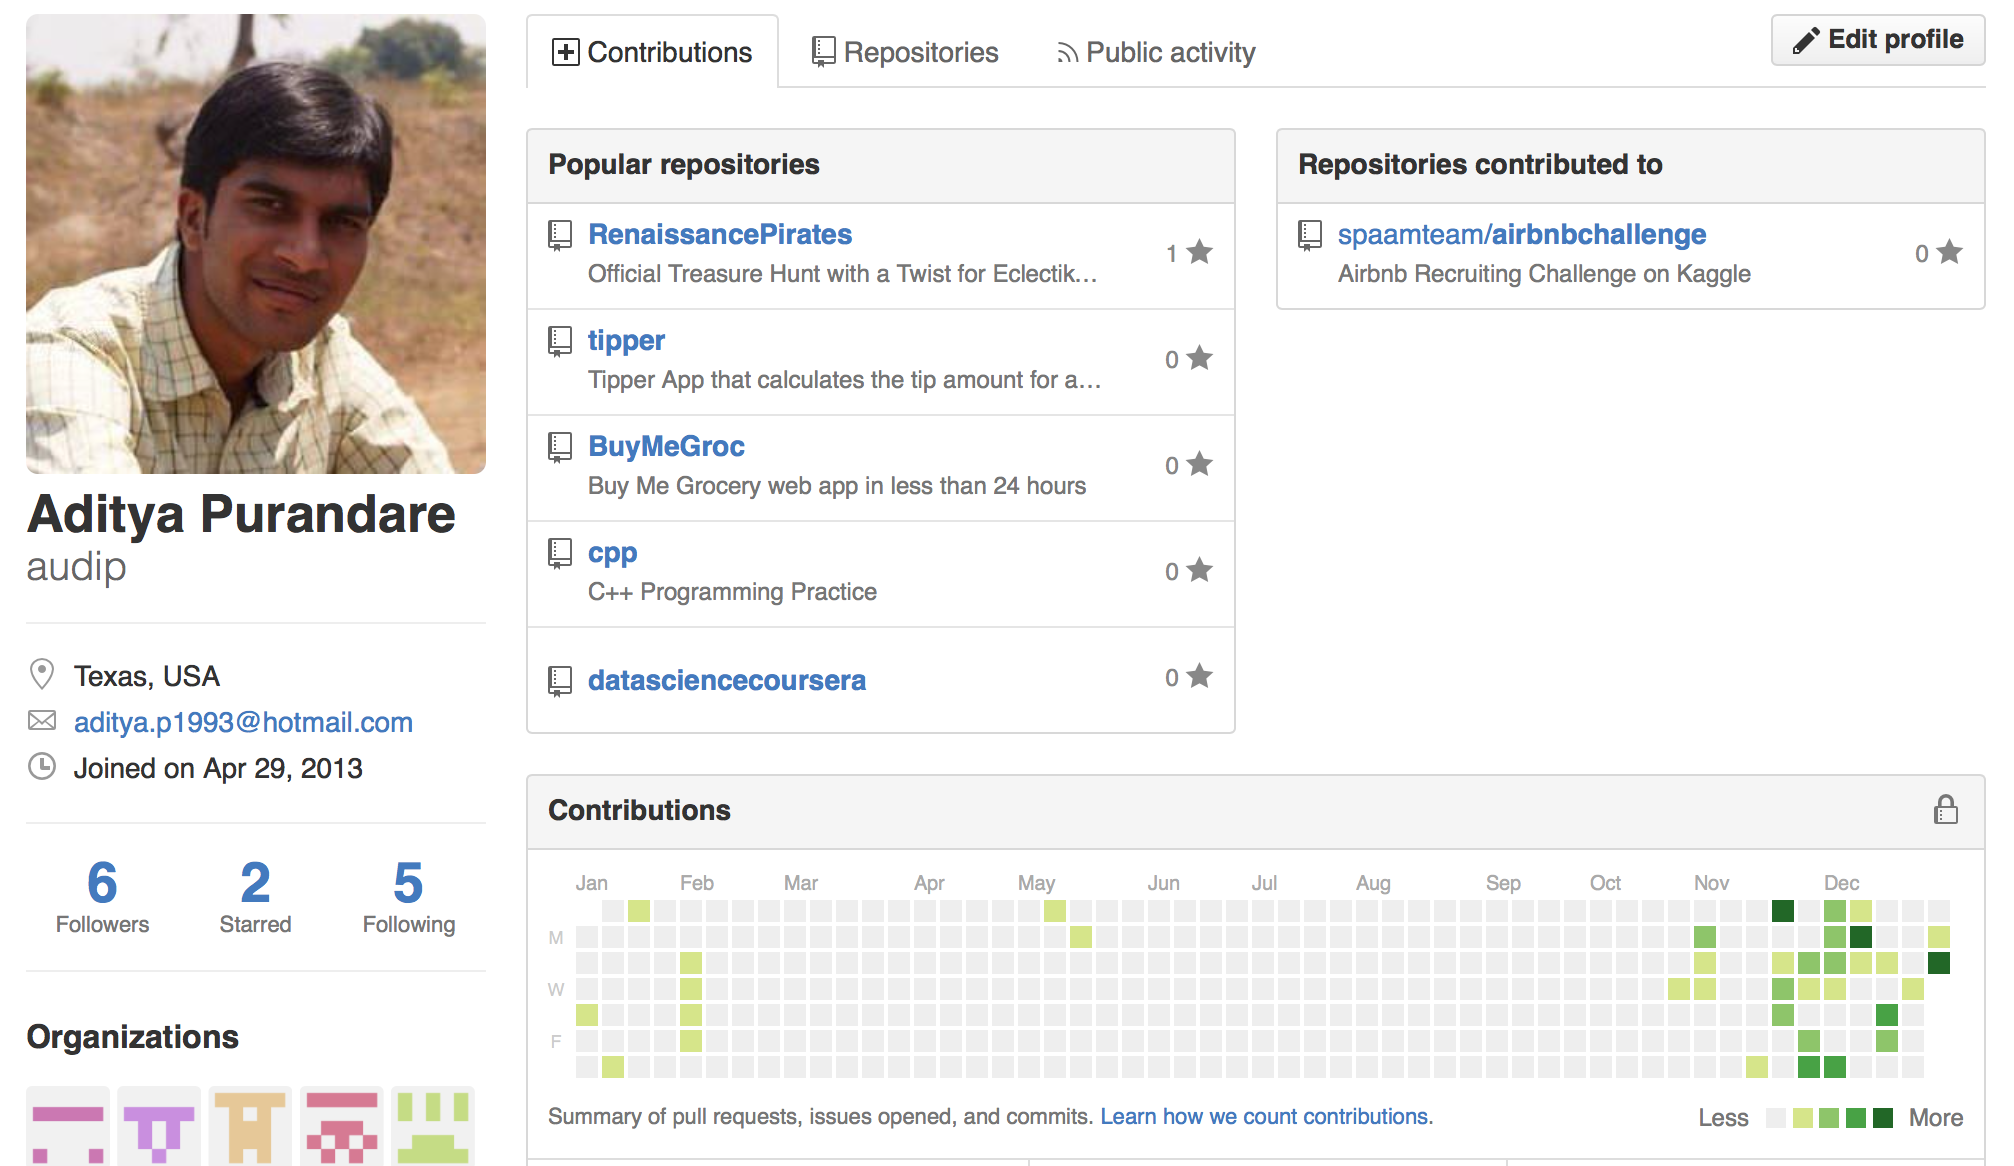 Contributions
Repositories
Public activity
Edit profile
Aditya Purandare
audip
Texas, USA
aditya.p1993@hotmail.com
Joined on Apr 29, 2013
6
Followers
2
Starred
5
Following
Organizations
Popular repositories
RenaissancePirates
Official Treasure Hunt with a Twist for Eclectik…
1
tipper
Tipper App that calculates the tip amount for a…
0
BuyMeGroc
Buy Me Grocery web app in less than 24 hours
0
cpp
C++ Programming Practice
0
datasciencecoursera
0
Repositories contributed to
spaamteam/airbnbchallenge
Airbnb Recruiting Challenge on Kaggle
0
Contributions
Jan Feb Mar Apr May Jun Jul Aug Sep Oct Nov Dec
M
W
F
Summary of pull requests, issues opened, and commits. Learn how we count contributions.
Less More